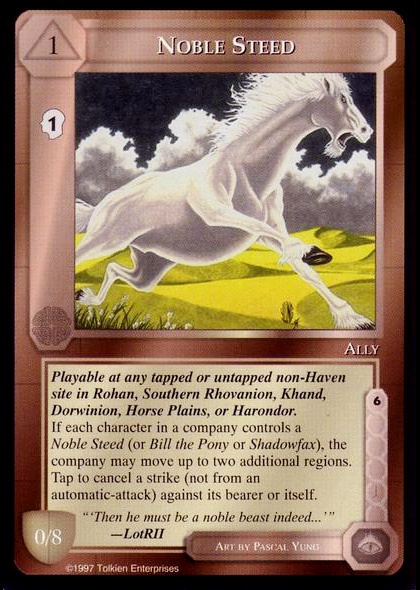 1
NOBLE STEED
1
ALLY
Playable at any tapped or untapped non-Haven
site in Rohan, Southern Rhovanion, Khand,
Dorwinion, Horse Plains, or Harondor.
If each character in a company controls a
Noble Steed (or Bill the Pony or Shadowfax), the
company may move up to two additional regions.
Tap to cancel a strike (not from an
automatic-attack) against its bearer or itself.
6
"'Then he must be a noble beast indeed...'"
—LotRII
0/8
ART BY PASCAL YUNG
©1997 Tolkien Enterprises